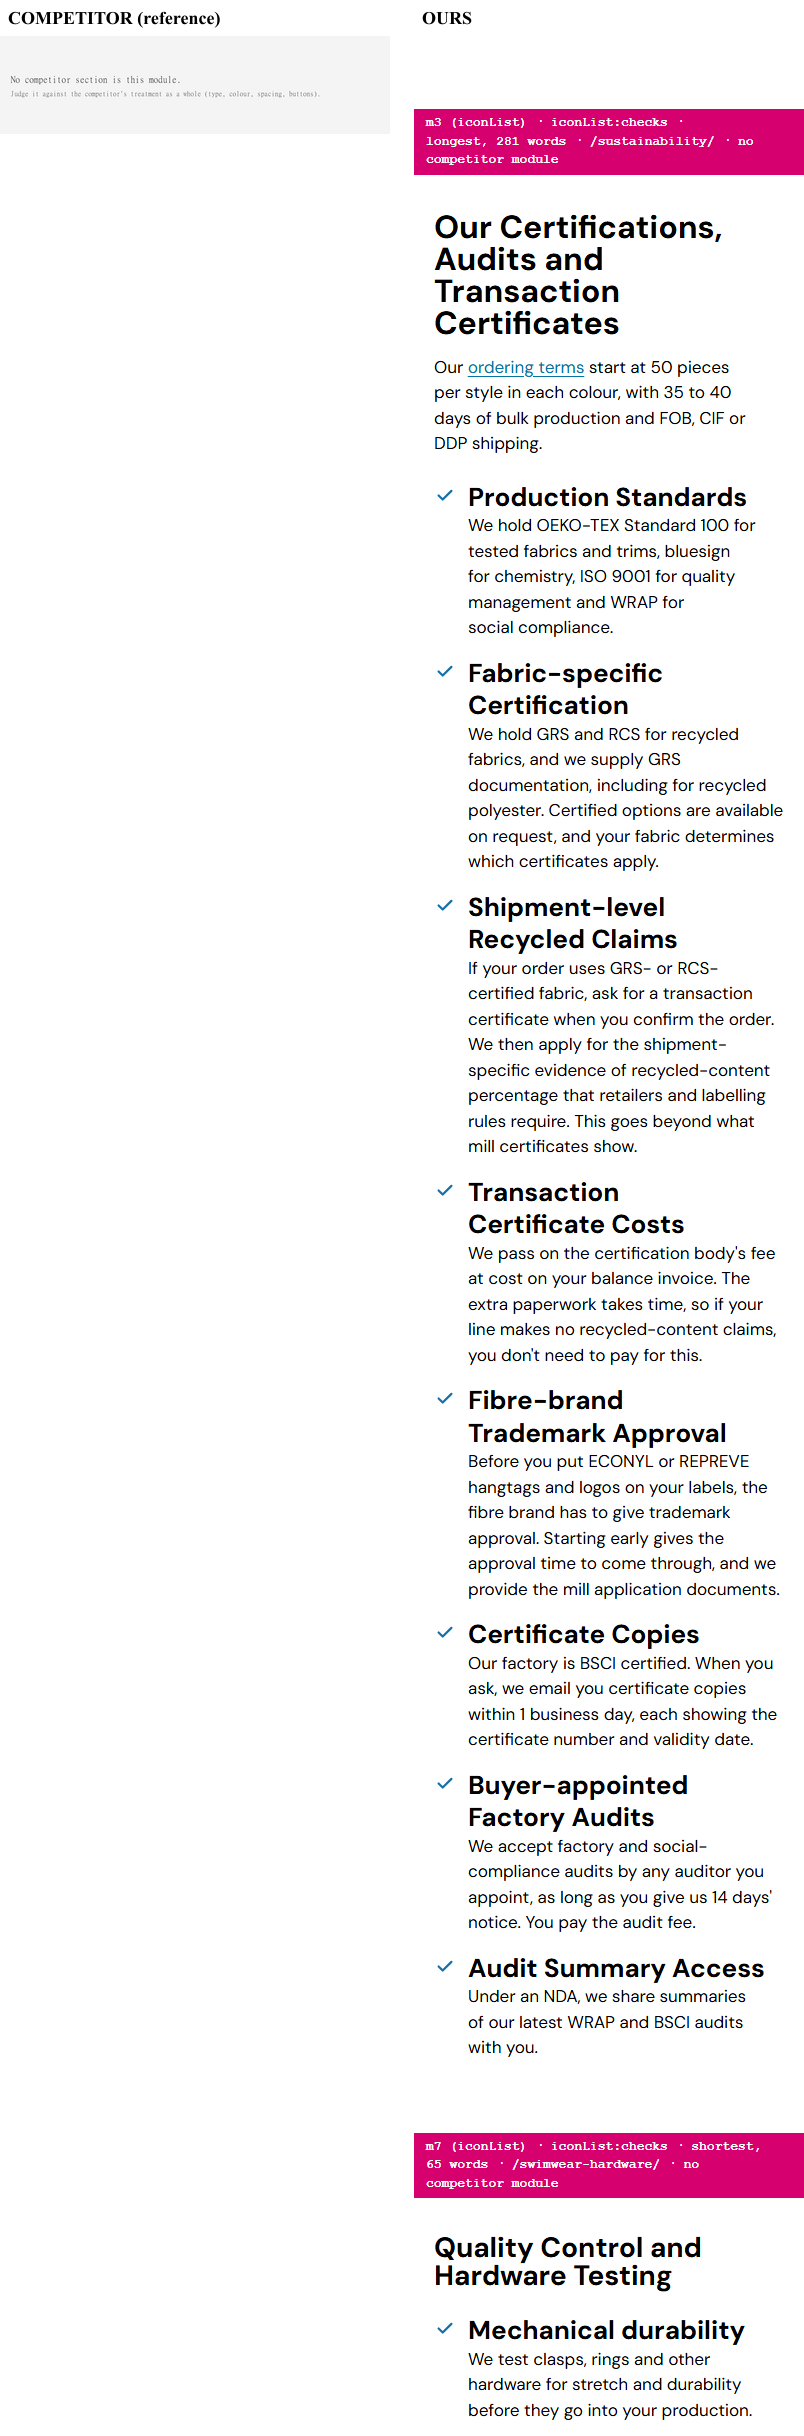 COMPETITOR (reference)
OURS
No competitor section is this module.
Judge it against the competitor's treatment as a whole (type, colour, spacing, buttons).
m3 (iconList) · iconList:checks ·
longest, 281 words · /sustainability/ · no
competitor module
Our Certifications,
Audits and
Transaction
Certificates
Our ordering terms start at 50 pieces
per style in each colour, with 35 to 40
days of bulk production and FOB, CIF or
DDP shipping.
Production Standards
We hold OEKO-TEX Standard 100 for
tested fabrics and trims, bluesign
for chemistry, ISO 9001 for quality
management and WRAP for
social compliance.
Fabric-specific
Certification
We hold GRS and RCS for recycled
fabrics, and we supply GRS
documentation, including for recycled
polyester. Certified options are available
on request, and your fabric determines
which certificates apply.
Shipment-level
Recycled Claims
If your order uses GRS- or RCS-
certified fabric, ask for a transaction
certificate when you confirm the order.
We then apply for the shipment-
specific evidence of recycled-content
percentage that retailers and labelling
rules require. This goes beyond what
mill certificates show.
Transaction
Certificate Costs
We pass on the certification body's fee
at cost on your balance invoice. The
extra paperwork takes time, so if your
line makes no recycled-content claims,
you don't need to pay for this.
Fibre-brand
Trademark Approval
Before you put ECONYL or REPREVE
hangtags and logos on your labels, the
fibre brand has to give trademark
approval. Starting early gives the
approval time to come through, and we
provide the mill application documents.
Certificate Copies
Our factory is BSCI certified. When you
ask, we email you certificate copies
within 1 business day, each showing the
certificate number and validity date.
Buyer-appointed
Factory Audits
We accept factory and social-
compliance audits by any auditor you
appoint, as long as you give us 14 days'
notice. You pay the audit fee.
Audit Summary Access
Under an NDA, we share summaries
of our latest WRAP and BSCI audits
with you.
m7 (iconList) · iconList:checks · shortest,
65 words · /swimwear-hardware/ · no
competitor module
Quality Control and
Hardware Testing
Mechanical durability
We test clasps, rings and other
hardware for stretch and durability
before they go into your production.